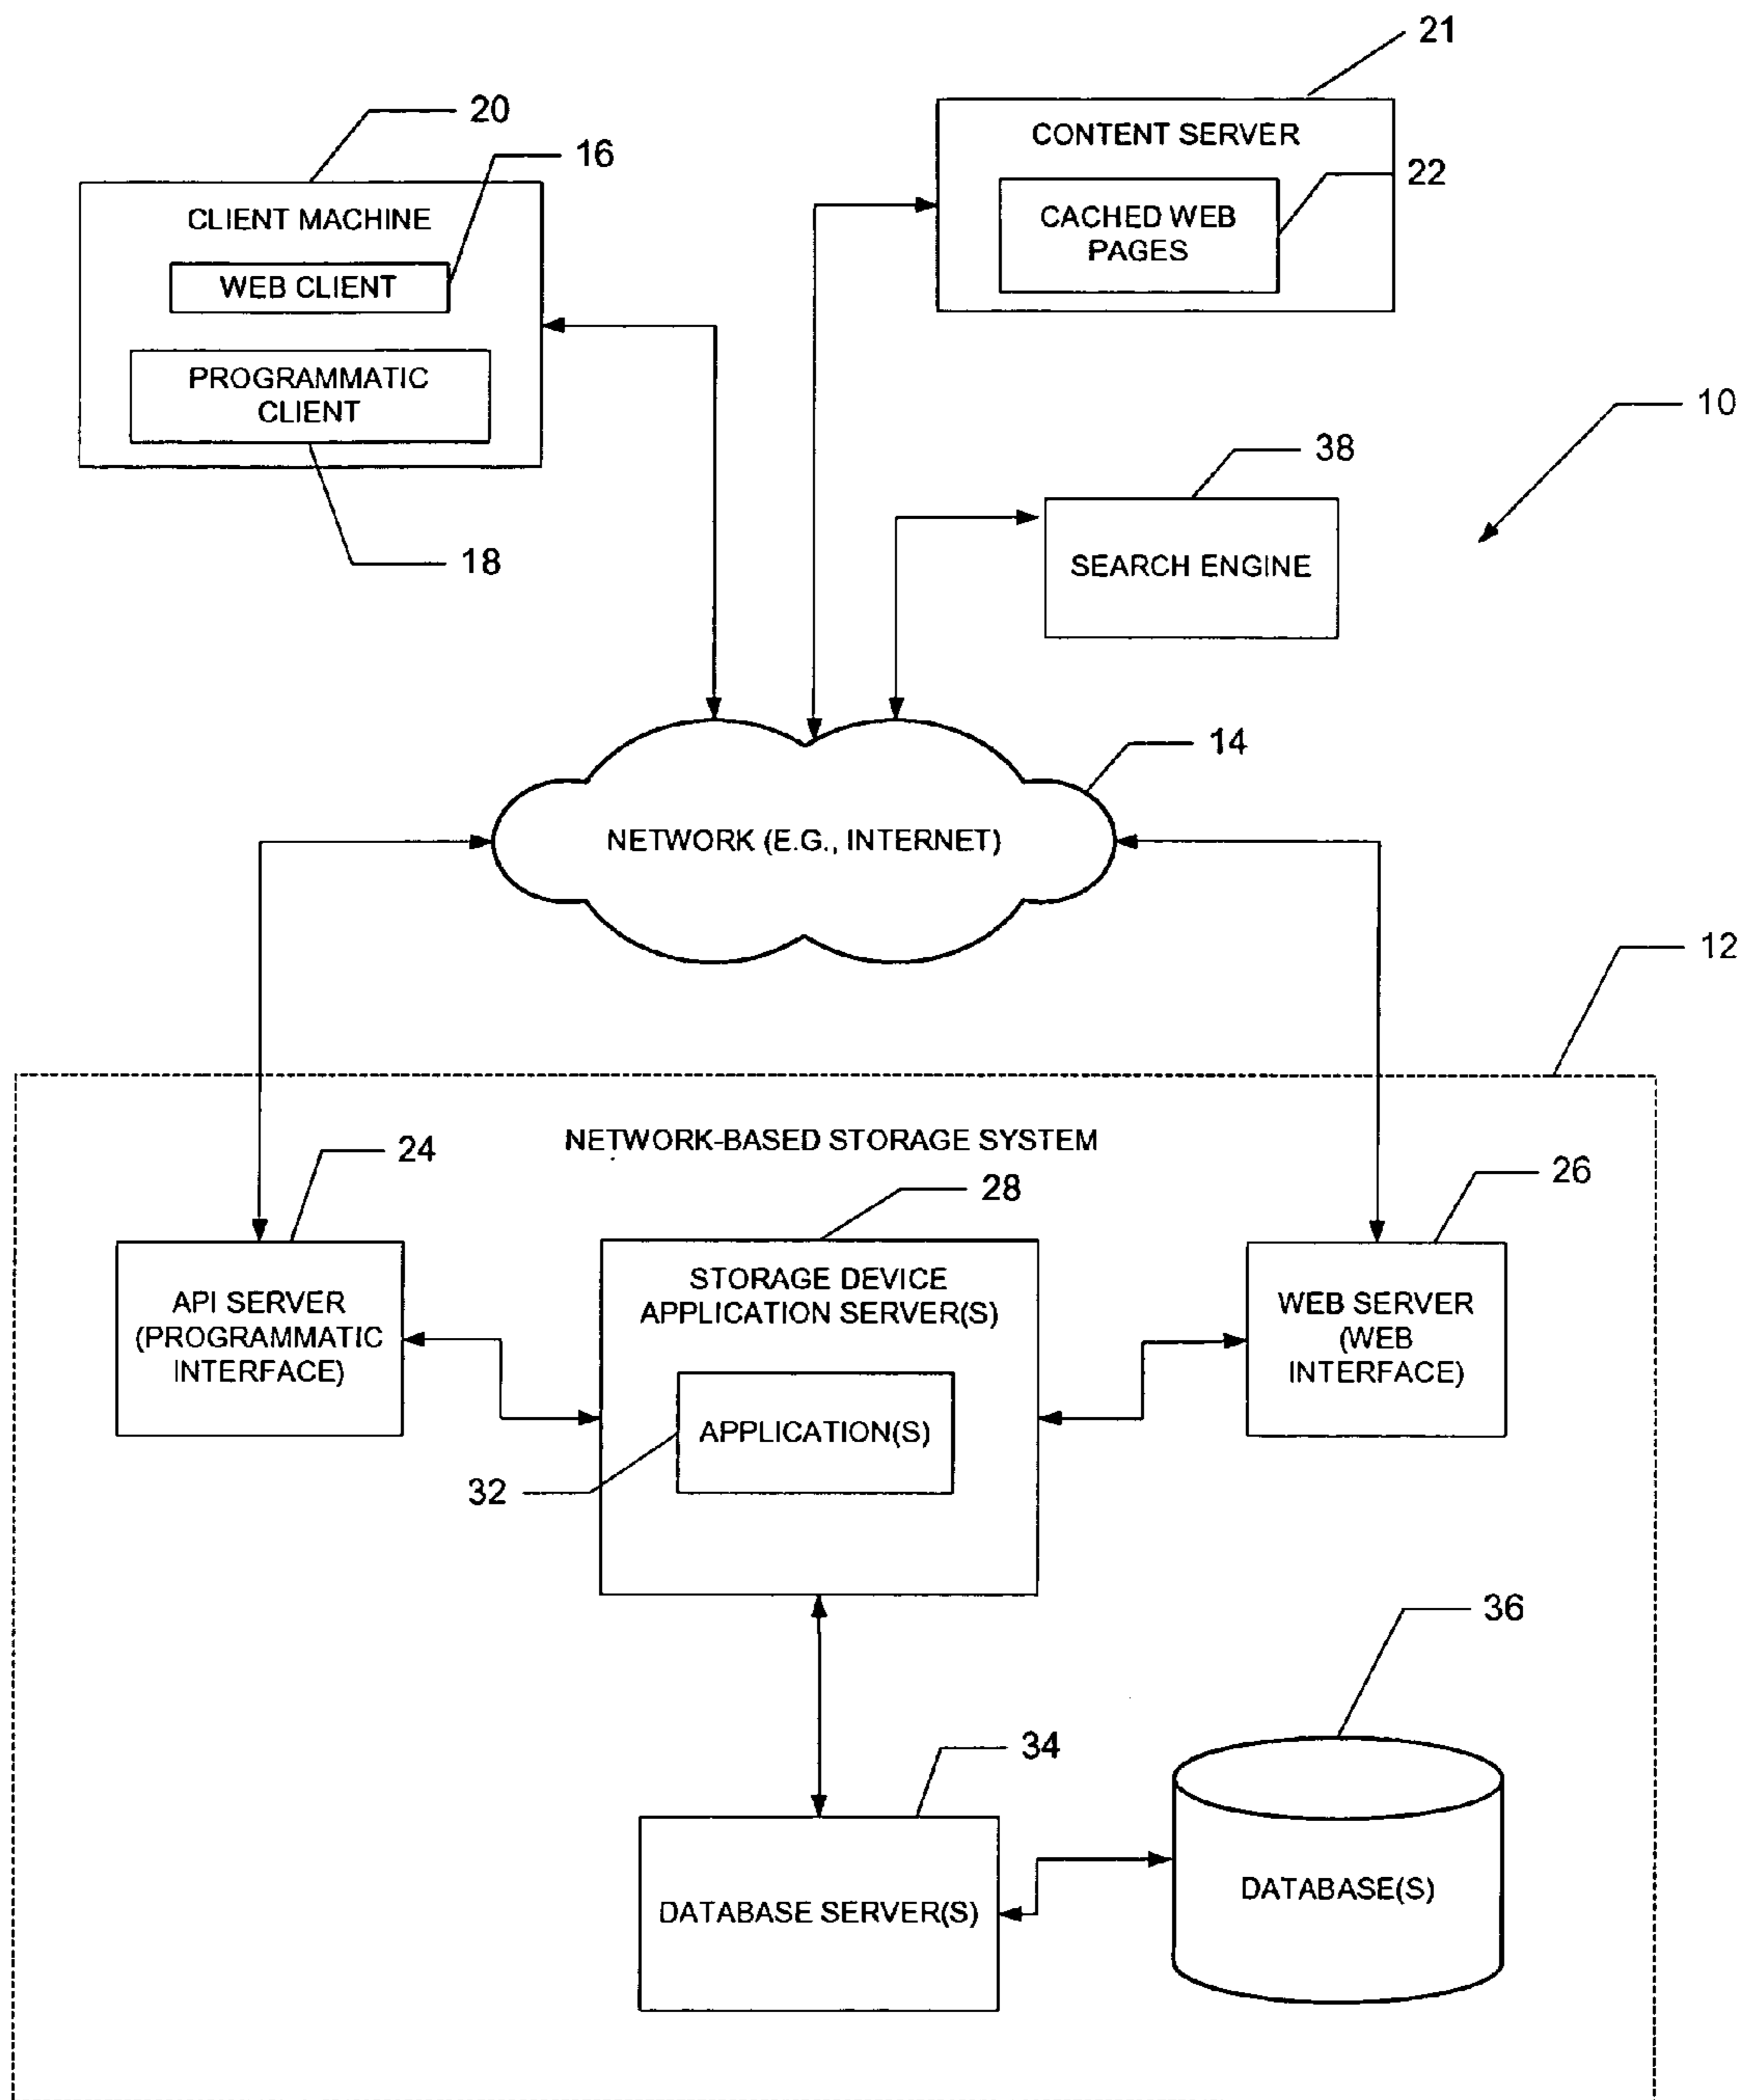 21
20
CONTENT SERVER
16
22
CLIENT MACHINE
CACHED WEB
PAGES
WEB CLIENT
PROGRAMMATIC
CLIENT
10
38
18
SEARCH ENGINE
14
NETWORK (E.G., INTERNET)
12
NETWORK-BASED STORAGE SYSTEM
24
26
28
STORAGE DEVICE
APPLICATION SERVER(S)
API SERVER
(PROGRAMMATIC
INTERFACE)
WEB SERVER
(WEB
INTERFACE)
APPLICATION(S)
32
36
34
DATABASE SERVER(S)
DATABASE(S)